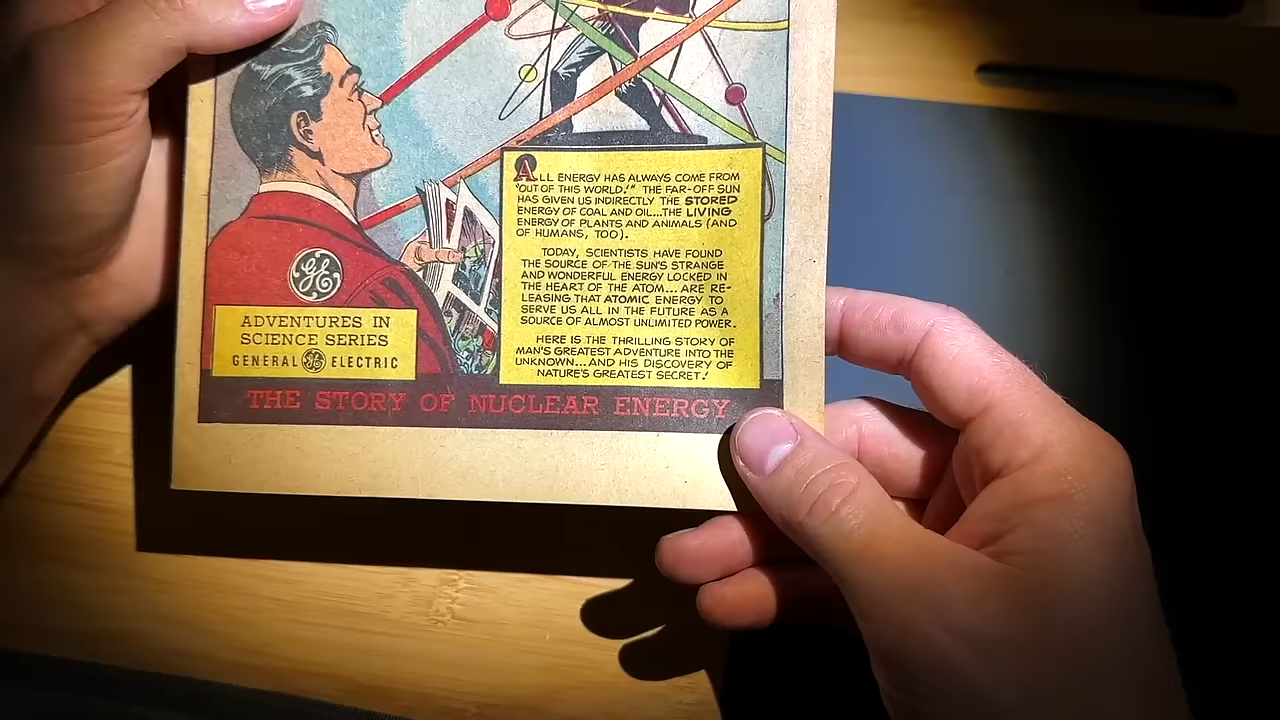 ALL ENERGY HAS ALWAYS COME FROM
"OUT OF THIS WORLD!" THE FAR-OFF SUN
HAS GIVEN US INDIRECTLY THE STORED
ENERGY OF COAL AND OIL...THE LIVING
ENERGY OF PLANTS AND ANIMALS (AND
OF HUMANS, TOO).
TODAY, SCIENTISTS HAVE FOUND
THE SOURCE OF THE SUN'S STRANGE
AND WONDERFUL ENERGY LOCKED IN
THE HEART OF THE ATOM... ARE RE-
LEASING THAT ATOMIC ENERGY TO
SERVE US ALL IN THE FUTURE AS A
SOURCE OF ALMOST UNLIMITED POWER.
HERE IS THE THRILLING STORY OF
MAN'S GREATEST ADVENTURE INTO THE
UNKNOWN...AND HIS DISCOVERY OF
NATURE'S GREATEST SECRET!
GE
ADVENTURES IN
SCIENCE SERIES
GENERAL GE ELECTRIC
THE STORY OF NUCLEAR ENERGY